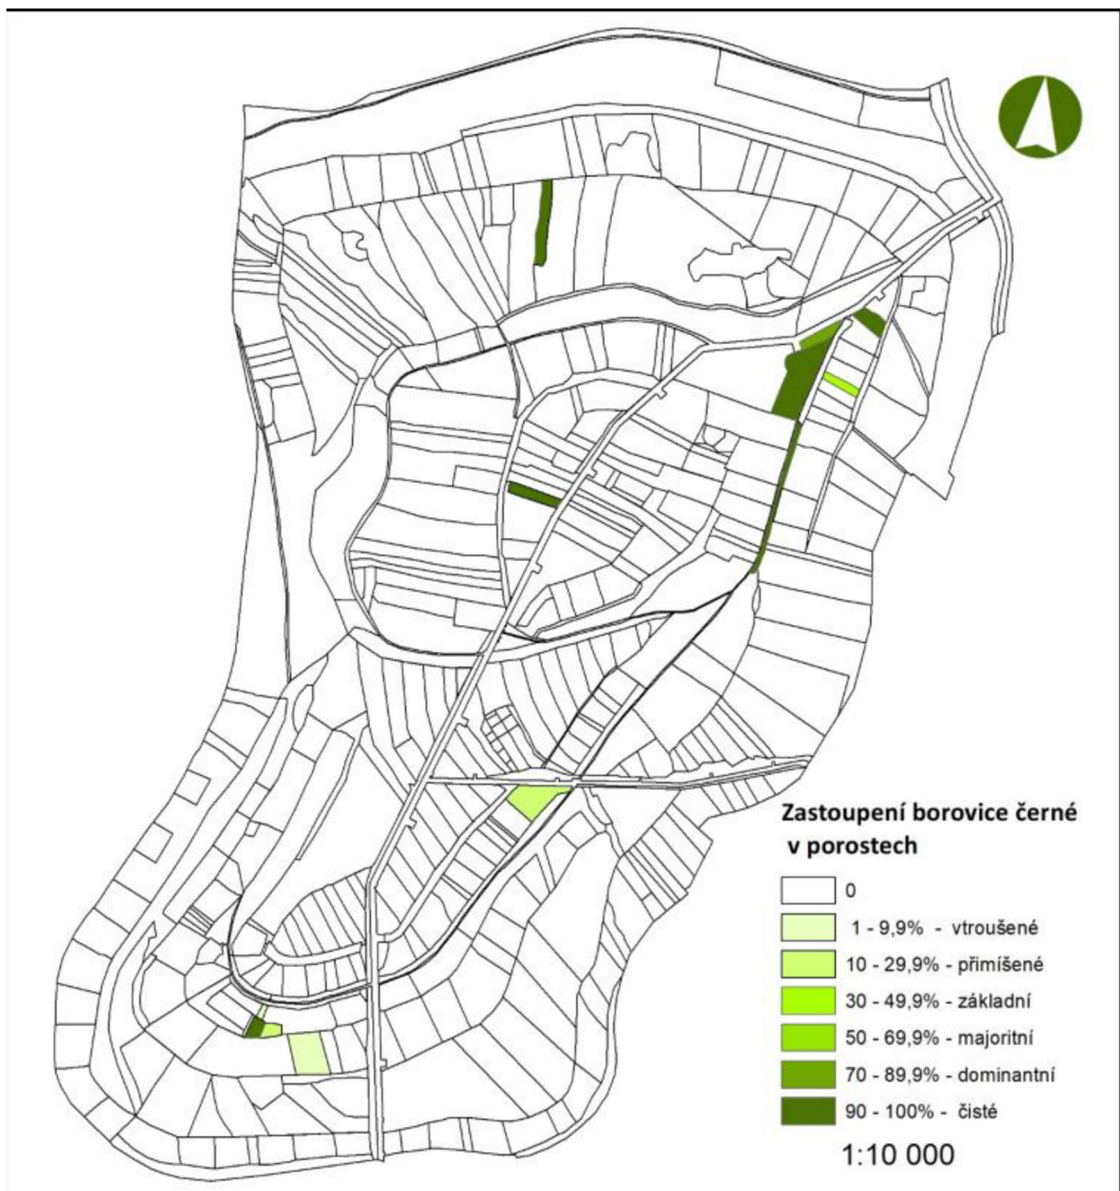 Zastoupení borovice černé
v porostech
0
1 - 9,9% - vtroušené
10 - 29,9% - přimíšené
30 - 49,9% - základní
50 - 69,9% - majoritní
70 - 89,9% - dominantní
90 - 100% - čisté
1:10 000